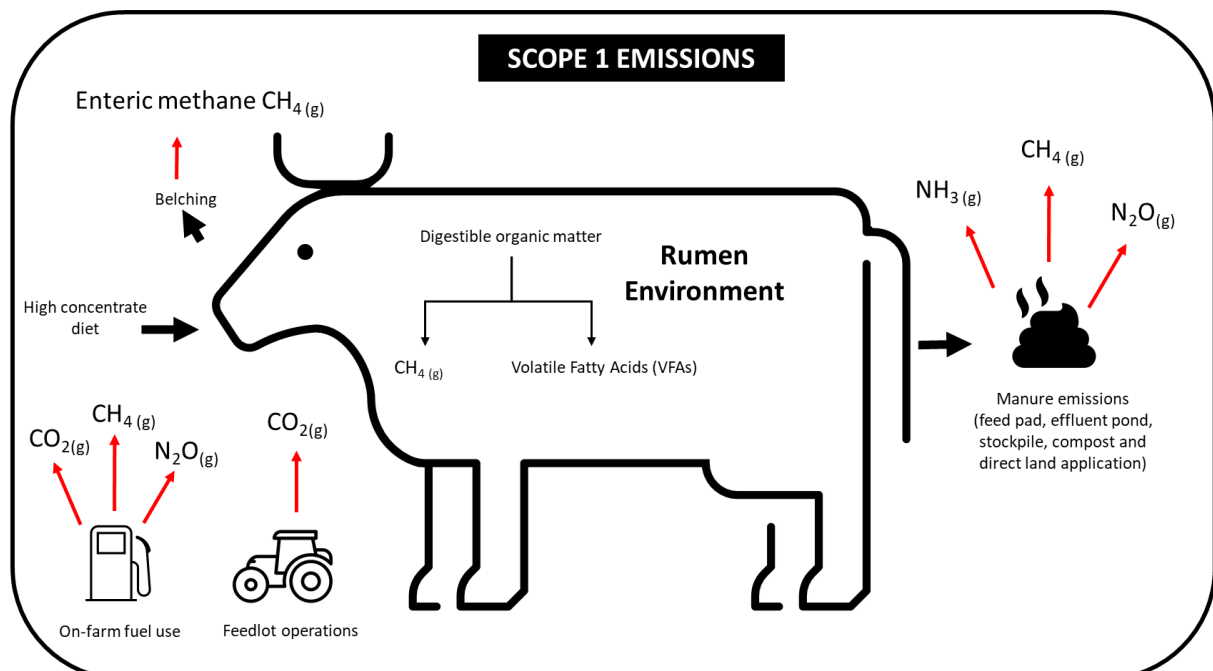 SCOPE 1 EMISSIONS
Enteric methane CH₄ (g)
Belching
High concentrate
diet
Digestible organic matter
Rumen
Environment
CH₄ (g)
Volatile Fatty Acids (VFAs)
NH₃ (g)
CH₄ (g)
N₂O(g)
Manure emissions
(feed pad, effluent pond,
stockpile, compost and
direct land application)
CO₂(g)
CH₄ (g)
N₂O(g)
On-farm fuel use
CO₂(g)
Feedlot operations